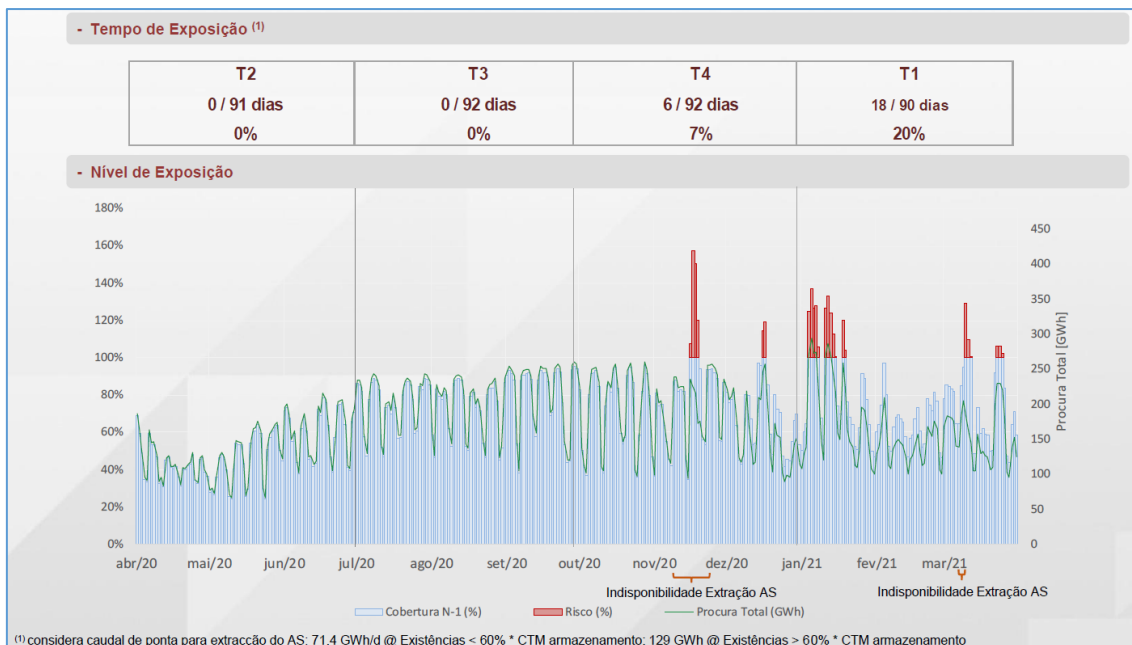 - Tempo de Exposição (1)
T2 T3 T4 T1
0 / 91 dias 0 / 92 dias 6 / 92 dias 18 / 90 dias
0% 0% 7% 20%
- Nível de Exposição
180%
160%
140%
120%
100%
80%
60%
40%
20%
0%
450
400
350
300
250
200
150
100
50
0
Procura Total [GWh]
abr/20 mai/20 jun/20 jul/20 ago/20 set/20 out/20 nov/20 dez/20 jan/21 fev/21 mar/21
Indisponibilidade Extração AS Indisponibilidade Extração AS
Cobertura N-1 (%) Risco (%) Procura Total (GWh)
(1) considera caudal de ponta para extracção do AS: 71.4 GWh/d @ Existências < 60% * CTM armazenamento; 129 GWh @ Existências > 60% * CTM armazenamento